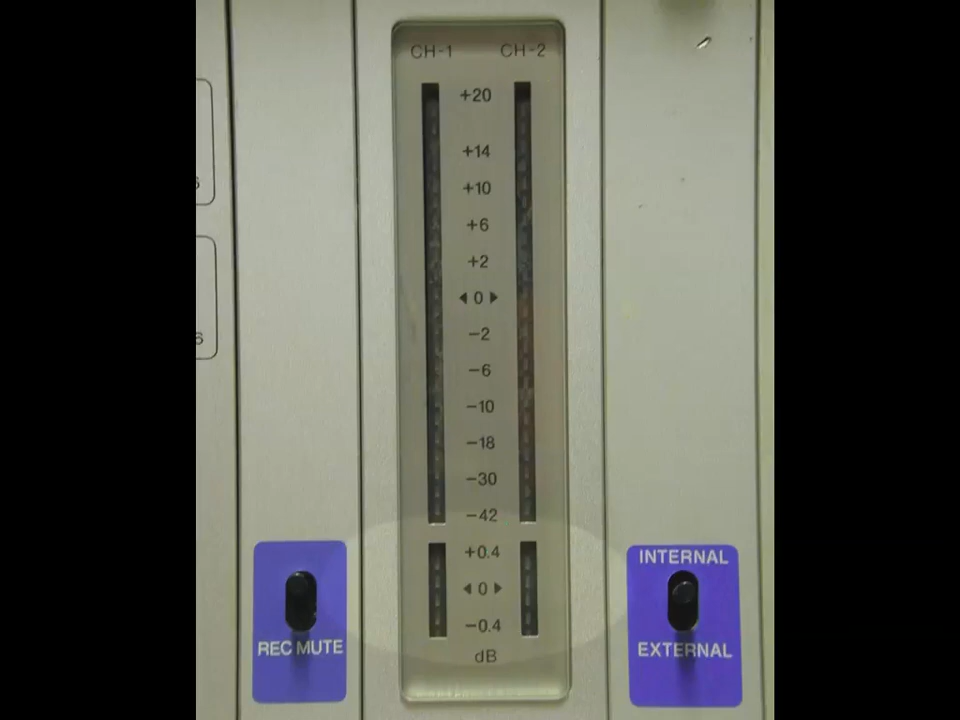 CH-1 CH-2
+20
+14
+10
+6
+2
◀ 0 ▶
−2
−6
−10
−18
−30
−42
+0.4
◀ 0 ▶
−0.4
dB
6
REC MUTE
INTERNAL
EXTERNAL